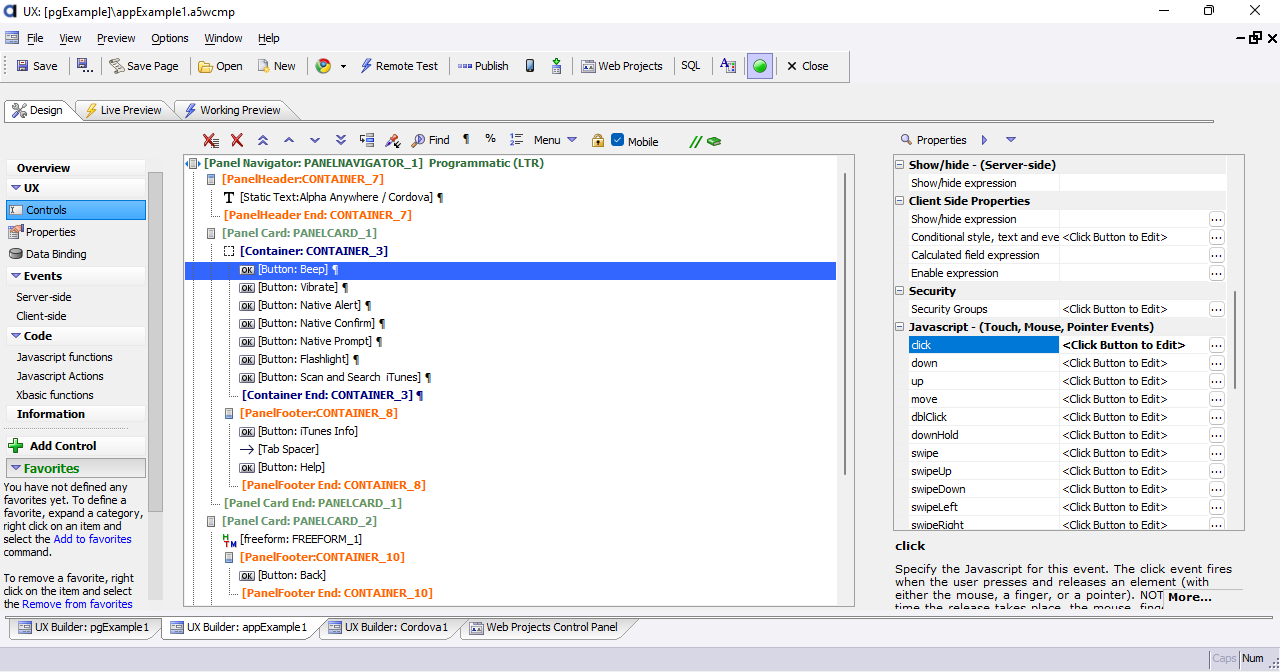 UX: [pgExample]\appExample1.a5wcmp
File View Preview Options Window Help
Save Save Page Open New Remote Test Publish Web Projects SQL Close
Design Live Preview Working Preview
Find ¶ % Menu Mobile //
Properties
Overview
UX
Controls
Properties
Data Binding
Events
Server-side
Client-side
Code
Javascript functions
Javascript Actions
Xbasic functions
Information
Add Control
Favorites
You have not defined any
favorites yet. To define a
favorite, expand a category,
right click on an item and
select the Add to favorites
command.
To remove a favorite, right
click on the item and select
the Remove from favorites
[Panel Navigator: PANELNAVIGATOR_1] Programmatic (LTR)
[PanelHeader:CONTAINER_7]
T [Static Text:Alpha Anywhere / Cordova] ¶
[PanelHeader End: CONTAINER_7]
[Panel Card: PANELCARD_1]
[Container: CONTAINER_3]
OK [Button: Beep] ¶
OK [Button: Vibrate] ¶
OK [Button: Native Alert] ¶
OK [Button: Native Confirm] ¶
OK [Button: Native Prompt] ¶
OK [Button: Flashlight] ¶
OK [Button: Scan and Search iTunes] ¶
[Container End: CONTAINER_3] ¶
[PanelFooter:CONTAINER_8]
OK [Button: iTunes Info]
[Tab Spacer]
OK [Button: Help]
[PanelFooter End: CONTAINER_8]
[Panel Card End: PANELCARD_1]
[Panel Card: PANELCARD_2]
HTM [freeform: FREEFORM_1]
[PanelFooter:CONTAINER_10]
OK [Button: Back]
[PanelFooter End: CONTAINER_10]
Show/hide - (Server-side)
Show/hide expression
Client Side Properties
Show/hide expression ...
Conditional style, text and eve <Click Button to Edit> ...
Calculated field expression ...
Enable expression ...
Security
Security Groups <Click Button to Edit> ...
Javascript - (Touch, Mouse, Pointer Events)
click <Click Button to Edit> ...
down <Click Button to Edit> ...
up <Click Button to Edit> ...
move <Click Button to Edit> ...
dblClick <Click Button to Edit> ...
downHold <Click Button to Edit> ...
swipe <Click Button to Edit> ...
swipeUp <Click Button to Edit> ...
swipeDown <Click Button to Edit> ...
swipeLeft <Click Button to Edit> ...
swipeRight <Click Button to Edit> ...
click
Specify the Javascript for this event. The click event fires
when the user presses and releases an element (with
either the mouse, a finger, or a pointer). NOT
More...
time the release takes place, the mouse, fing
UX Builder: pgExample1 UX Builder: appExample1 UX Builder: Cordova1 Web Projects Control Panel
Caps Num